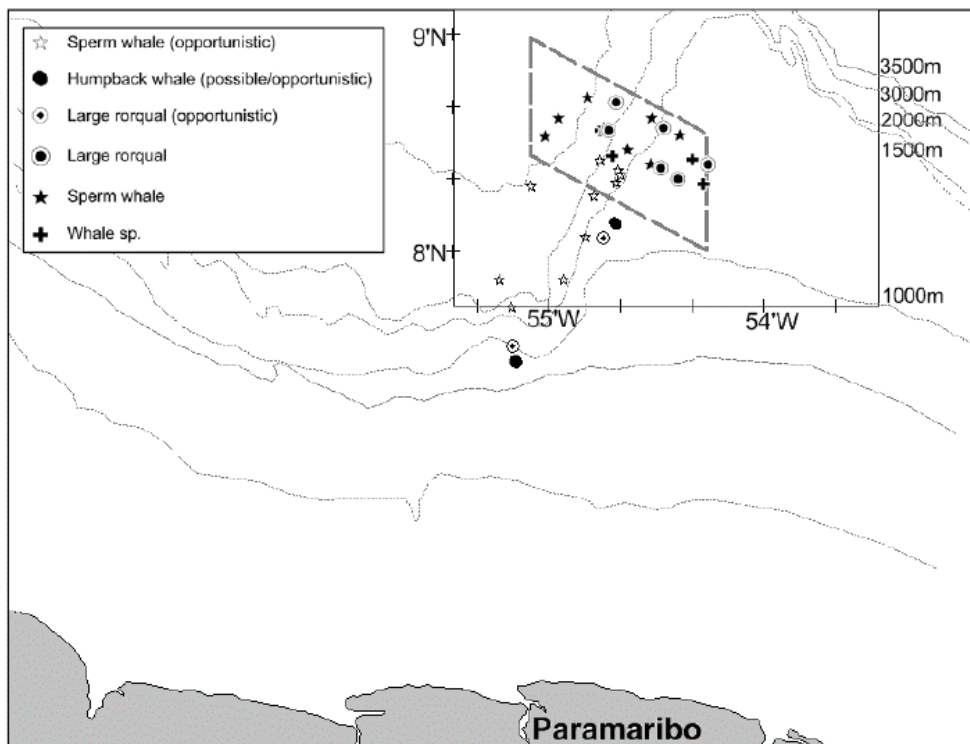 Sperm whale (opportunistic)
Humpback whale (possible/opportunistic)
Large rorqual (opportunistic)
Large rorqual
Sperm whale
Whale sp.
9'N
8'N
3500m
3000m
2000m
1500m
1000m
55'W
54'W
Paramaribo